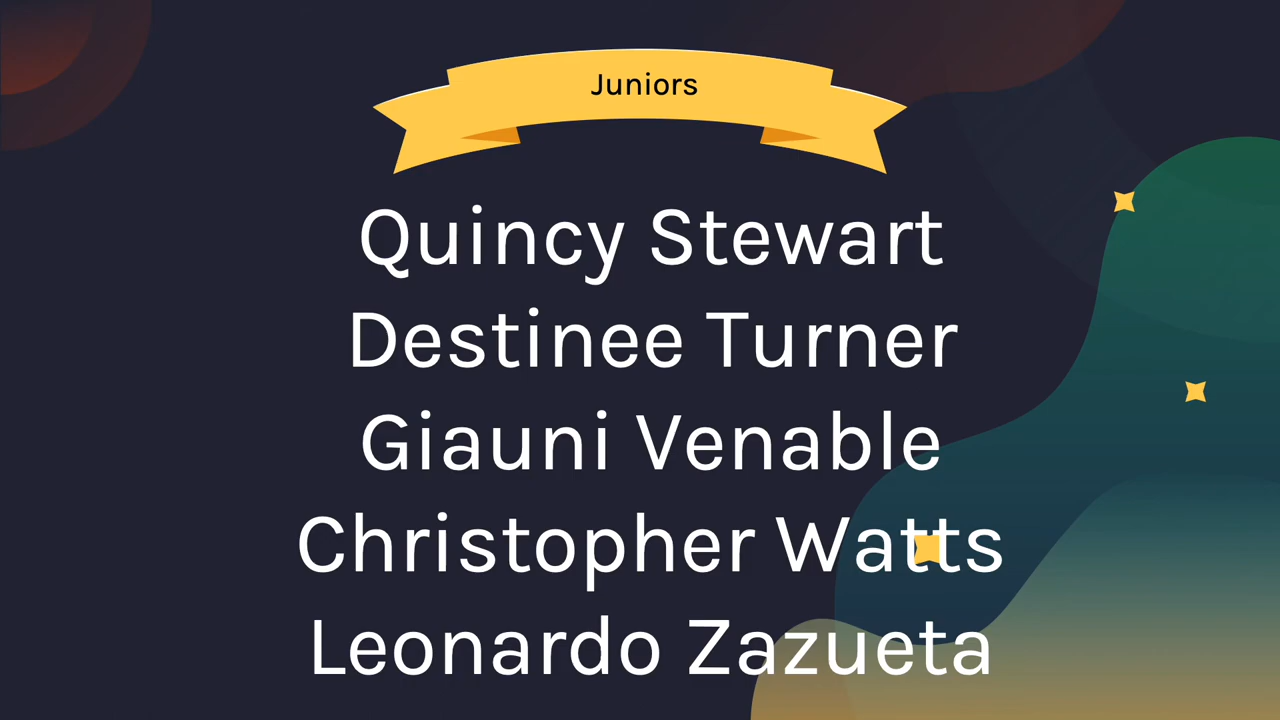 Juniors
Quincy Stewart
Destinee Turner
Giauni Venable
Christopher Watts
Leonardo Zazueta